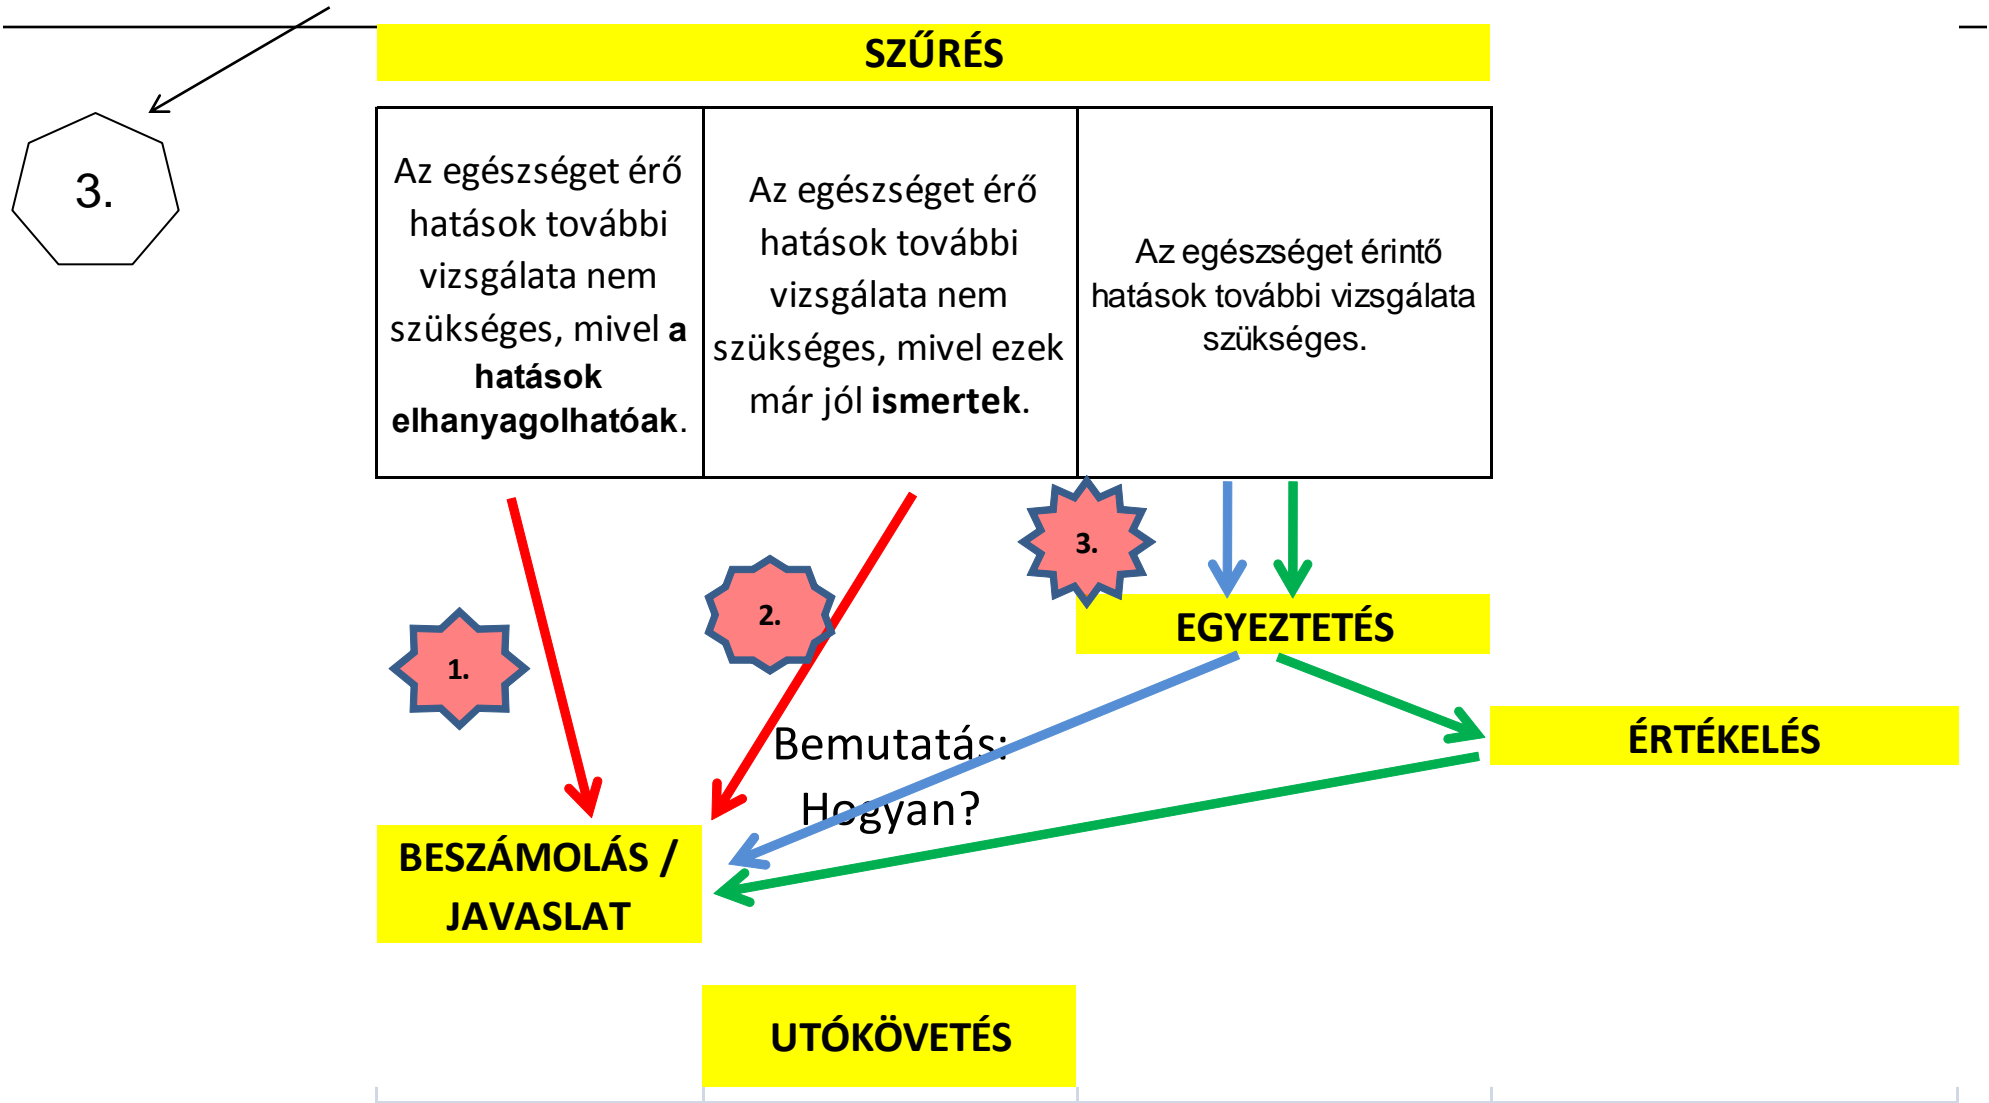 SZŰRÉS
3.
Az egészséget érő
hatások további
vizsgálata nem
szükséges, mivel a
hatások
elhanyagolhatóak.
Az egészséget érő
hatások további
vizsgálata nem
szükséges, mivel ezek
már jól ismertek.
Az egészséget érintő
hatások további vizsgálata
szükséges.
3.
2.
1.
EGYEZTETÉS
Bemutatás:
Hogyan?
ÉRTÉKELÉS
BESZÁMOLÁS /
JAVASLAT
UTÓKÖVETÉS